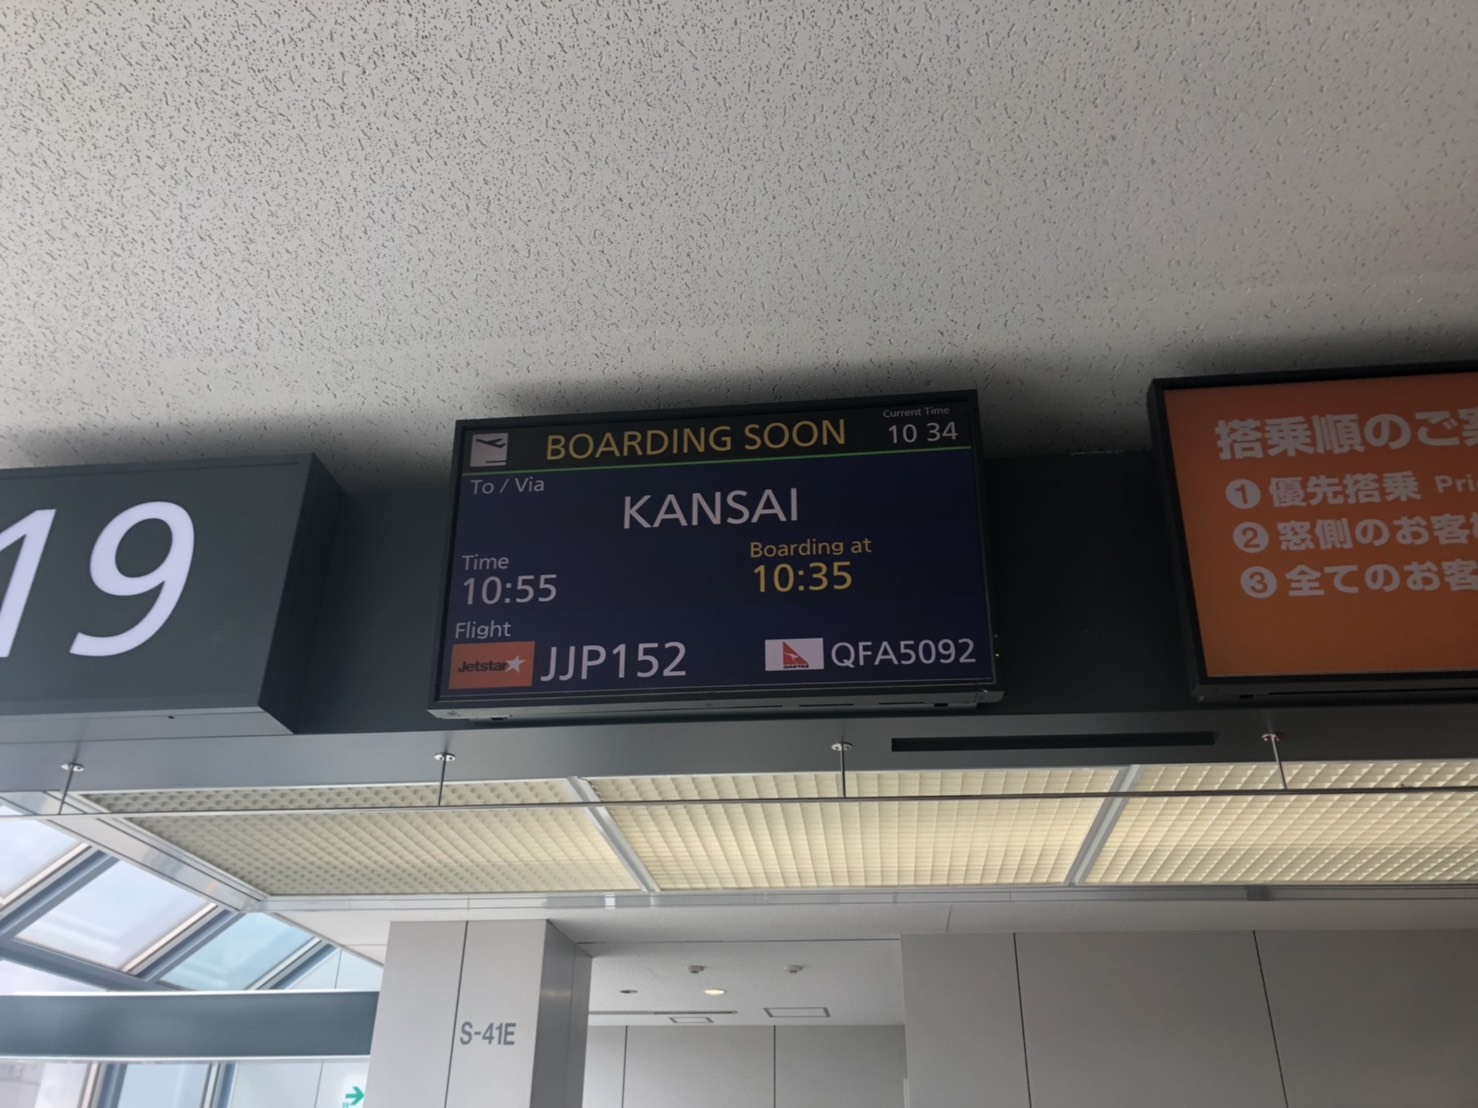 19
BOARDING SOON
Current Time
10 34
To / Via
KANSAI
Time
Boarding at
10:55
10:35
Flight
Jetstar JJP152
QANTAS QFA5092
搭乗順のご
1 優先搭乗
2 窓側のお客
3 全てのお客
S-41E